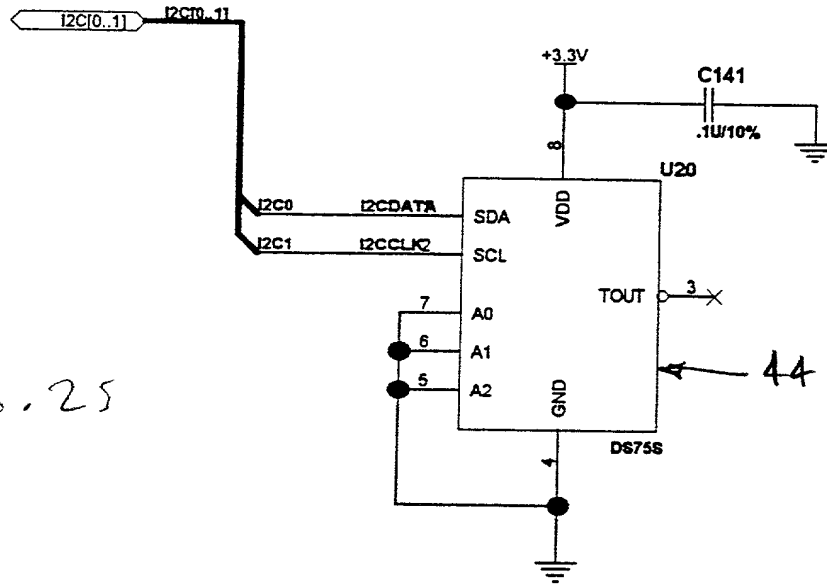 I2C[0..1]
I2C[0..1]
+3.3V
C141
.1U/10%
8
U20
I2C0
I2CDATA
SDA
VDD
I2C1
I2CCLK2
SCL
TOUT
3
7
A0
6
A1
5
A2
44
GND
DS75S
4
.25